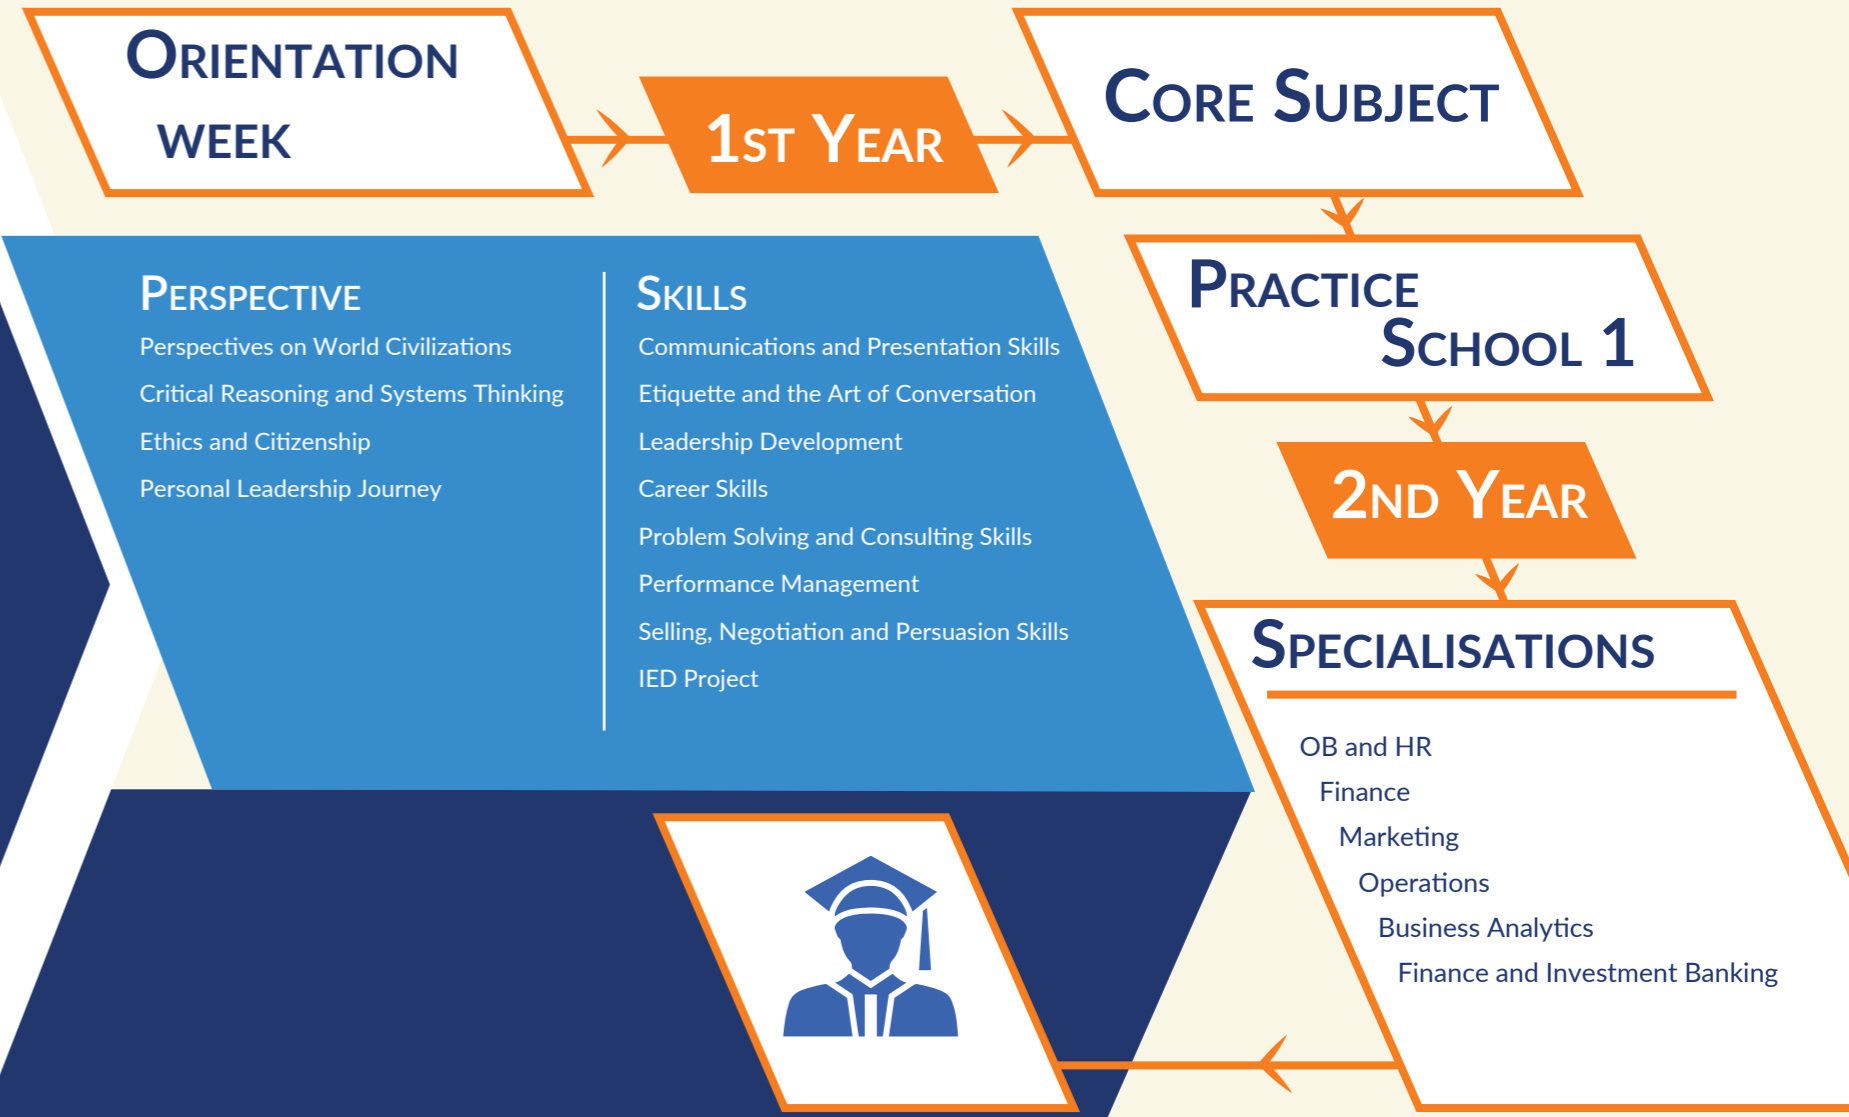 ORIENTATION
WEEK
1ST YEAR
CORE SUBJECT
PRACTICE
SCHOOL 1
2ND YEAR
PERSPECTIVE
Perspectives on World Civilizations
Critical Reasoning and Systems Thinking
Ethics and Citizenship
Personal Leadership Journey
SKILLS
Communications and Presentation Skills
Etiquette and the Art of Conversation
Leadership Development
Career Skills
Problem Solving and Consulting Skills
Performance Management
Selling, Negotiation and Persuasion Skills
IED Project
SPECIALISATIONS
OB and HR
Finance
Marketing
Operations
Business Analytics
Finance and Investment Banking